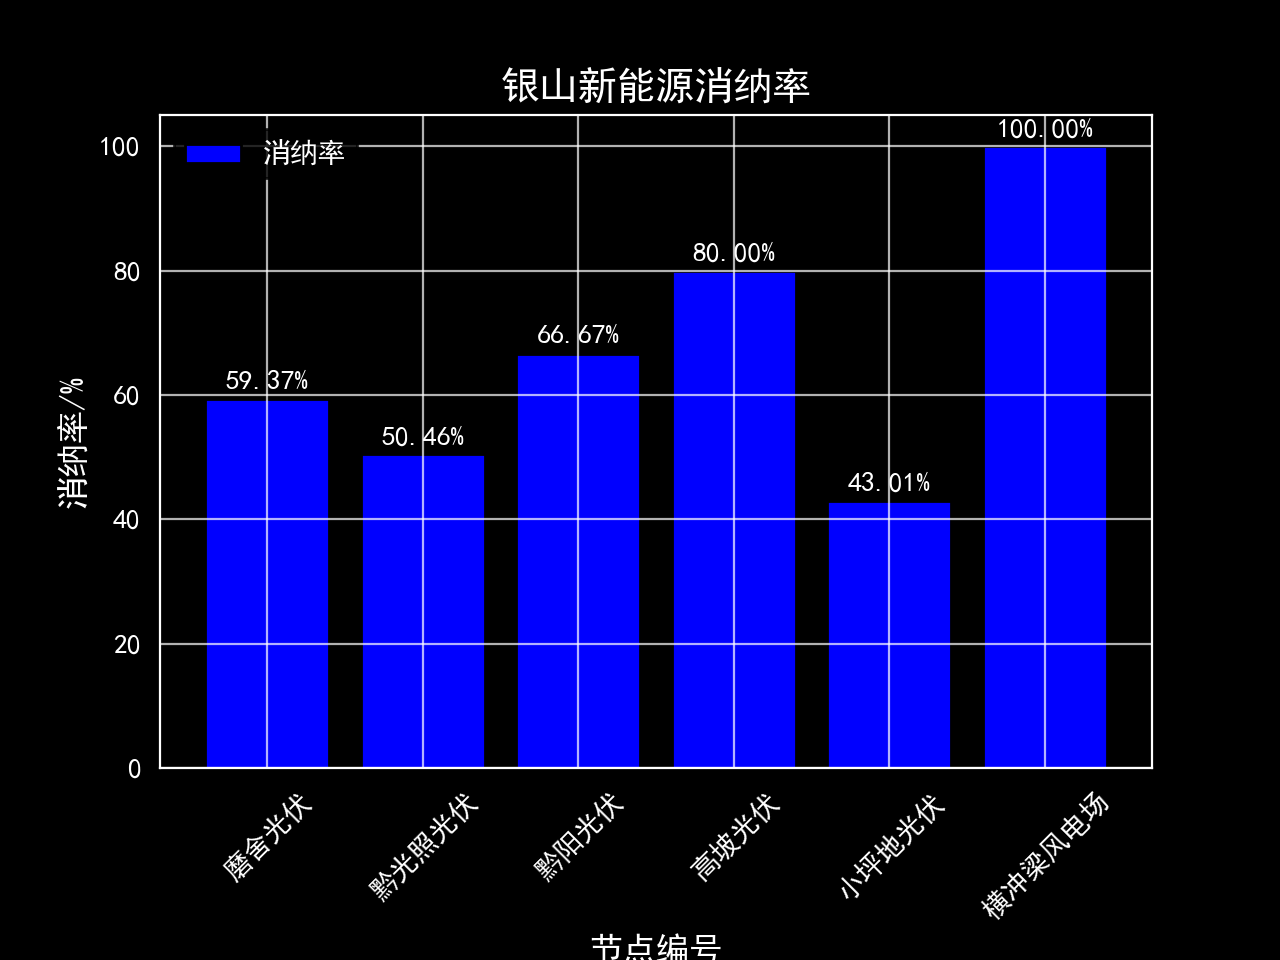 银山新能源消纳率
消纳率
消纳率/%
100
80
60
40
20
0
59.37%
50.46%
66.67%
80.00%
43.01%
100.00%
磨舍光伏
黔光照光伏
黔阳光伏
高坡光伏
小坪地光伏
横冲梁风电场
节点编号